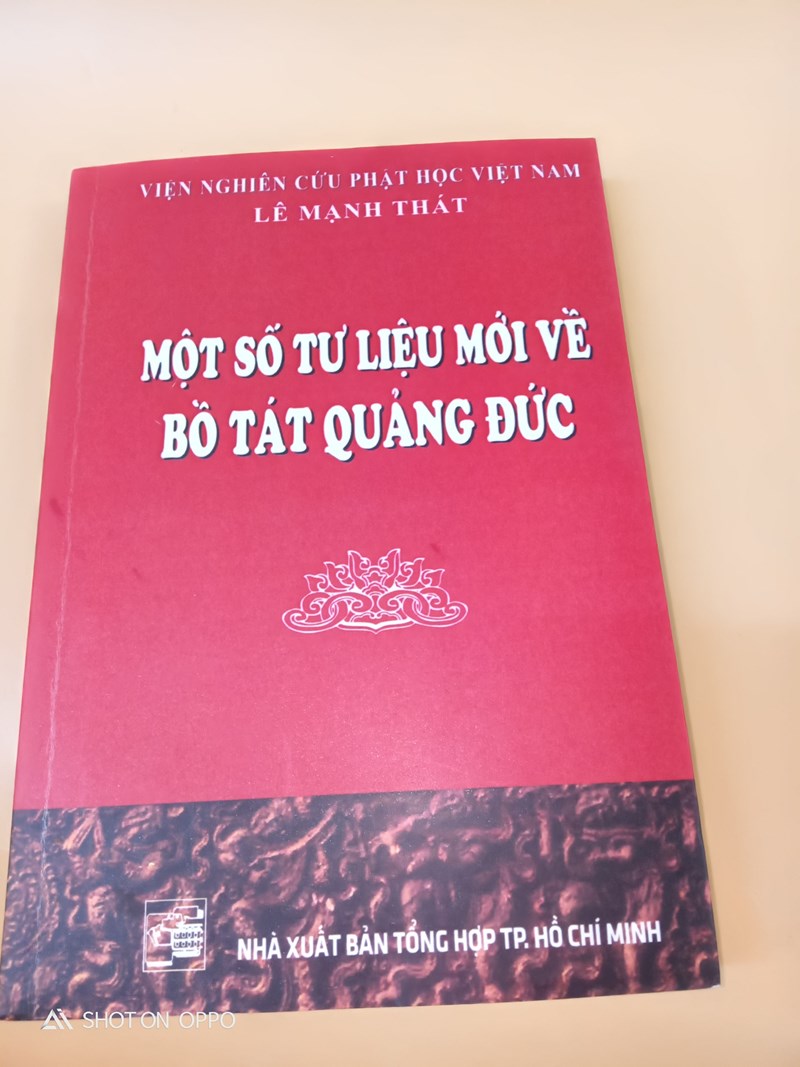 VIỆN NGHIÊN CỨU PHẬT HỌC VIỆT NAM
LÊ MẠNH THÁT
MỘT SỐ TƯ LIỆU MỚI VỀ
BỒ TÁT QUẢNG ĐỨC
NHÀ XUẤT BẢN TỔNG HỢP TP. HỒ CHÍ MINH
SHOT ON OPPO